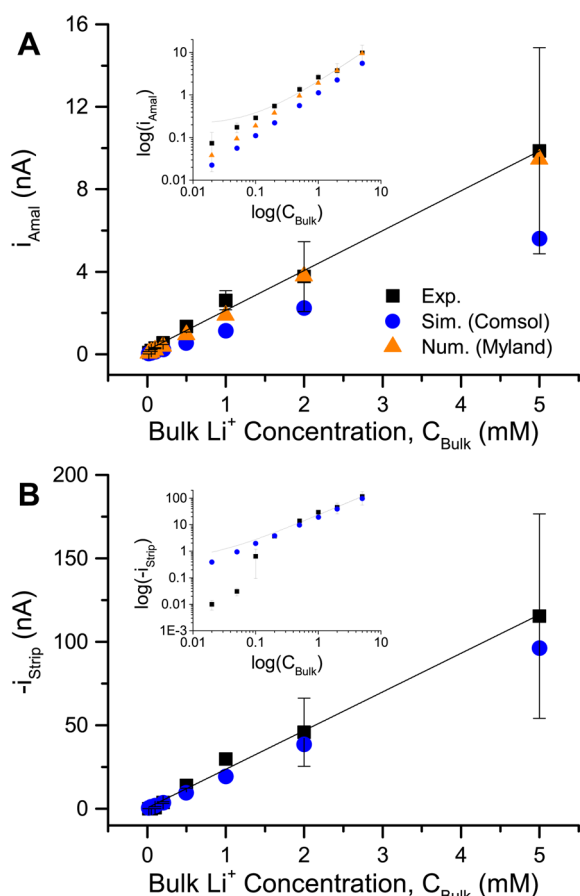 A
16
12
8
4
0
i_Amal (nA)
10
1
0.1
0.01
log(i_Amal)
0.01 0.1 1 10
log(C_Bulk)
Exp.
Sim. (Comsol)
Num. (Myland)
0 1 2 3 4 5
Bulk Li⁺ Concentration, C_Bulk (mM)
B
200
150
100
50
0
-i_Strip (nA)
100
10
1
0.1
0.01
1E-3
log(-i_Strip)
0.01 0.1 1 10
log(C_Bulk)
0 1 2 3 4 5
Bulk Li⁺ Concentration, C_Bulk (mM)